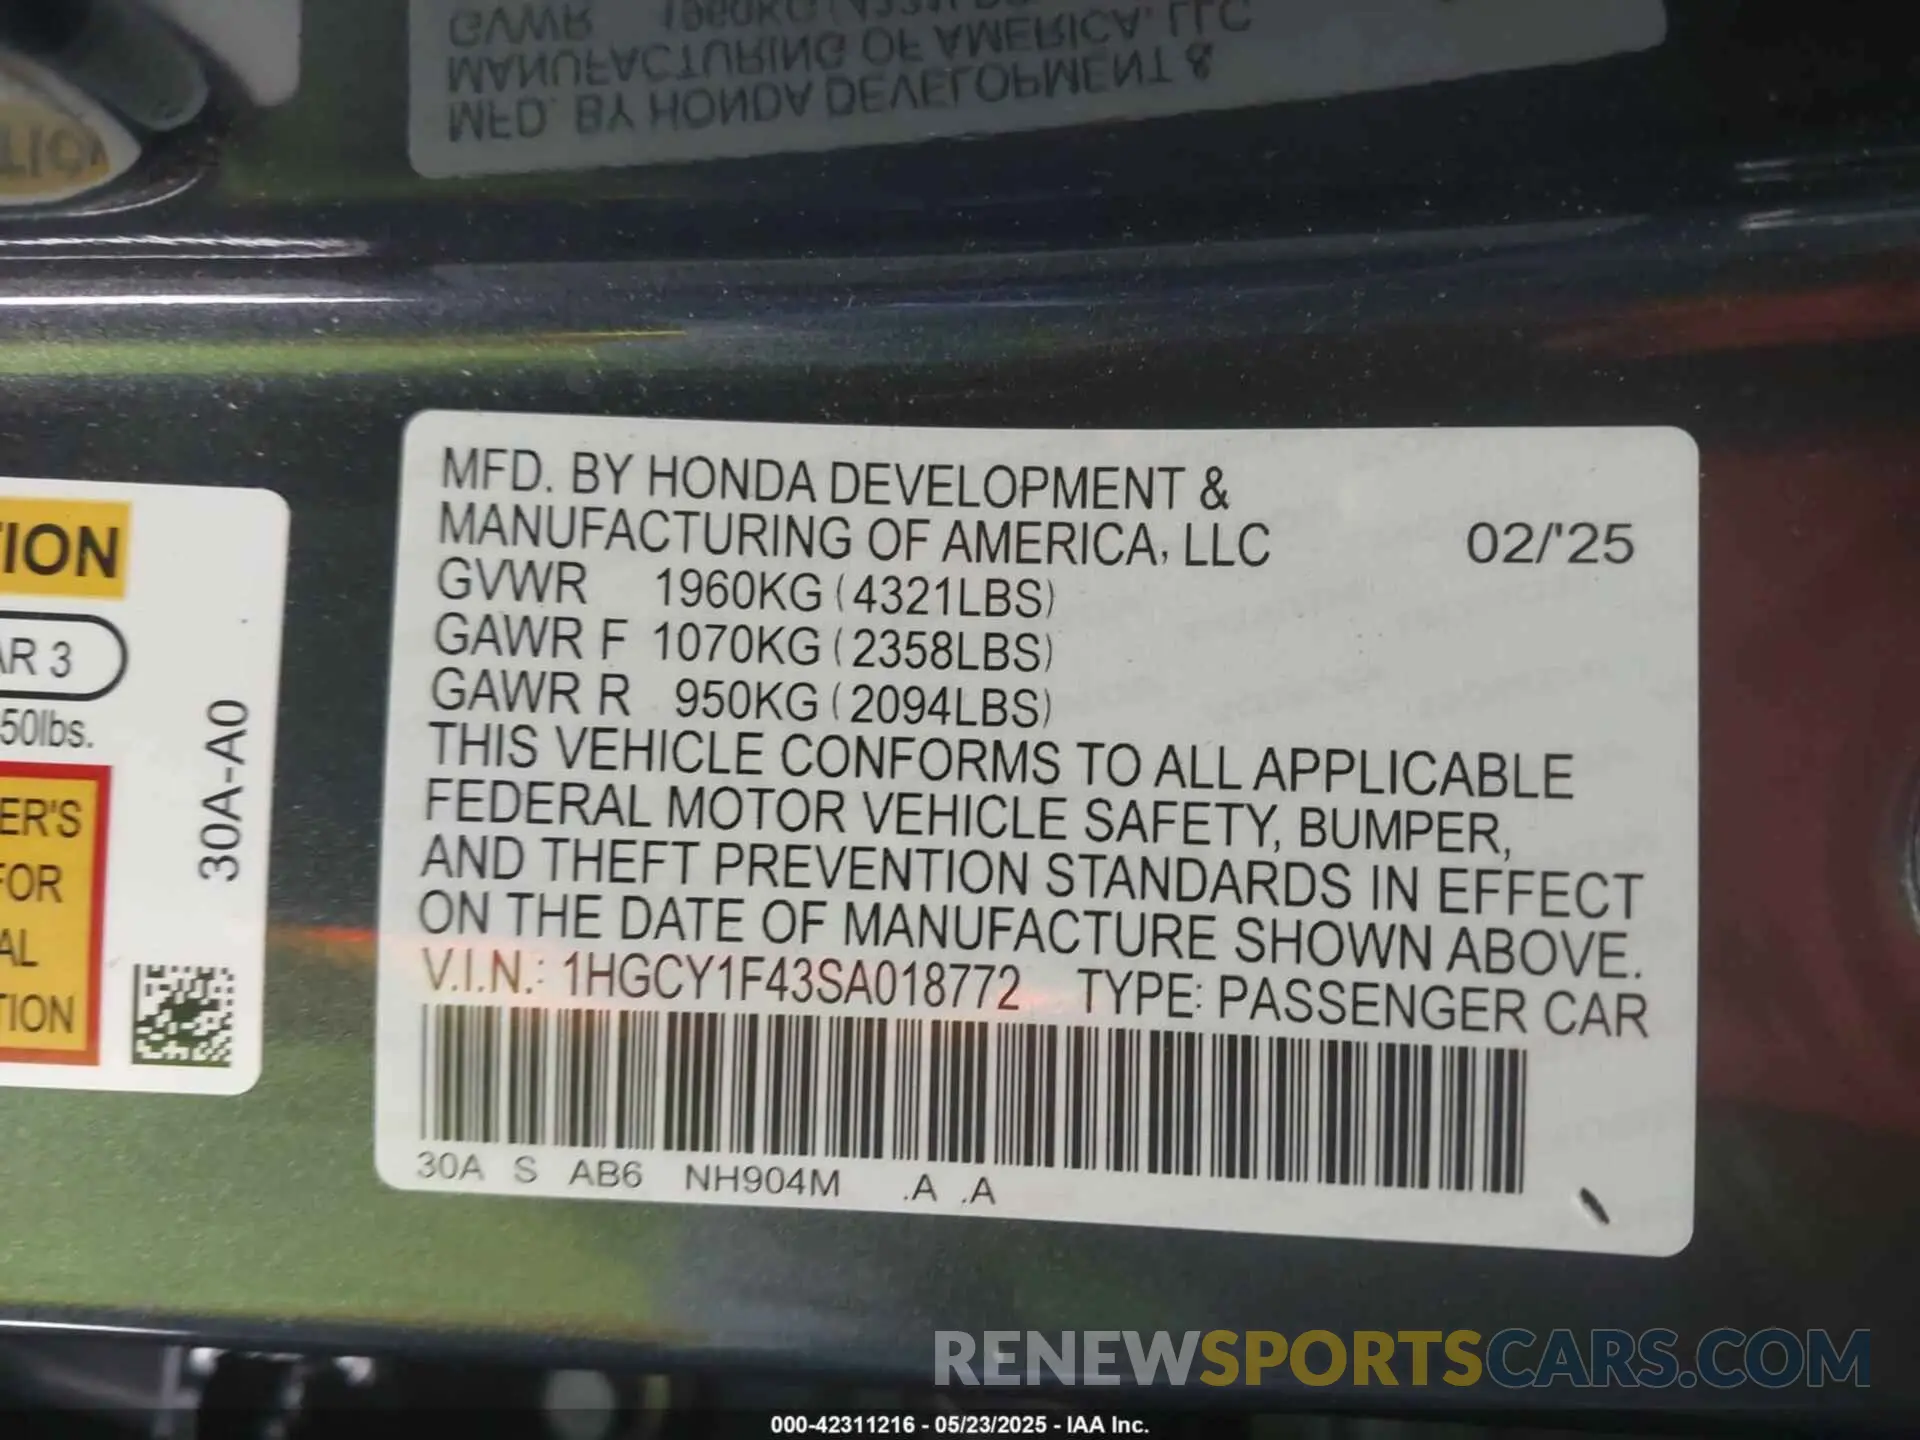 MFD. BY HONDA DEVELOPMENT &
MANUFACTURING OF AMERICA, LLC
GVWR 1960KG
MFD. BY HONDA DEVELOPMENT &
MANUFACTURING OF AMERICA, LLC 02/'25
GVWR 1960KG (4321LBS)
GAWR F 1070KG (2358LBS)
GAWR R 950KG (2094LBS)
THIS VEHICLE CONFORMS TO ALL APPLICABLE
FEDERAL MOTOR VEHICLE SAFETY, BUMPER,
AND THEFT PREVENTION STANDARDS IN EFFECT
ON THE DATE OF MANUFACTURE SHOWN ABOVE.
V.I.N.: 1HGCY1F43SA018772 TYPE: PASSENGER CAR
30A S AB6 NH904M .A .A
ION
AR 3
50lbs.
ER'S
FOR
AL
TION
30A-A0
RENEWSPORTSCARS.COM
000-42311216 - 05/23/2025 - IAA Inc.